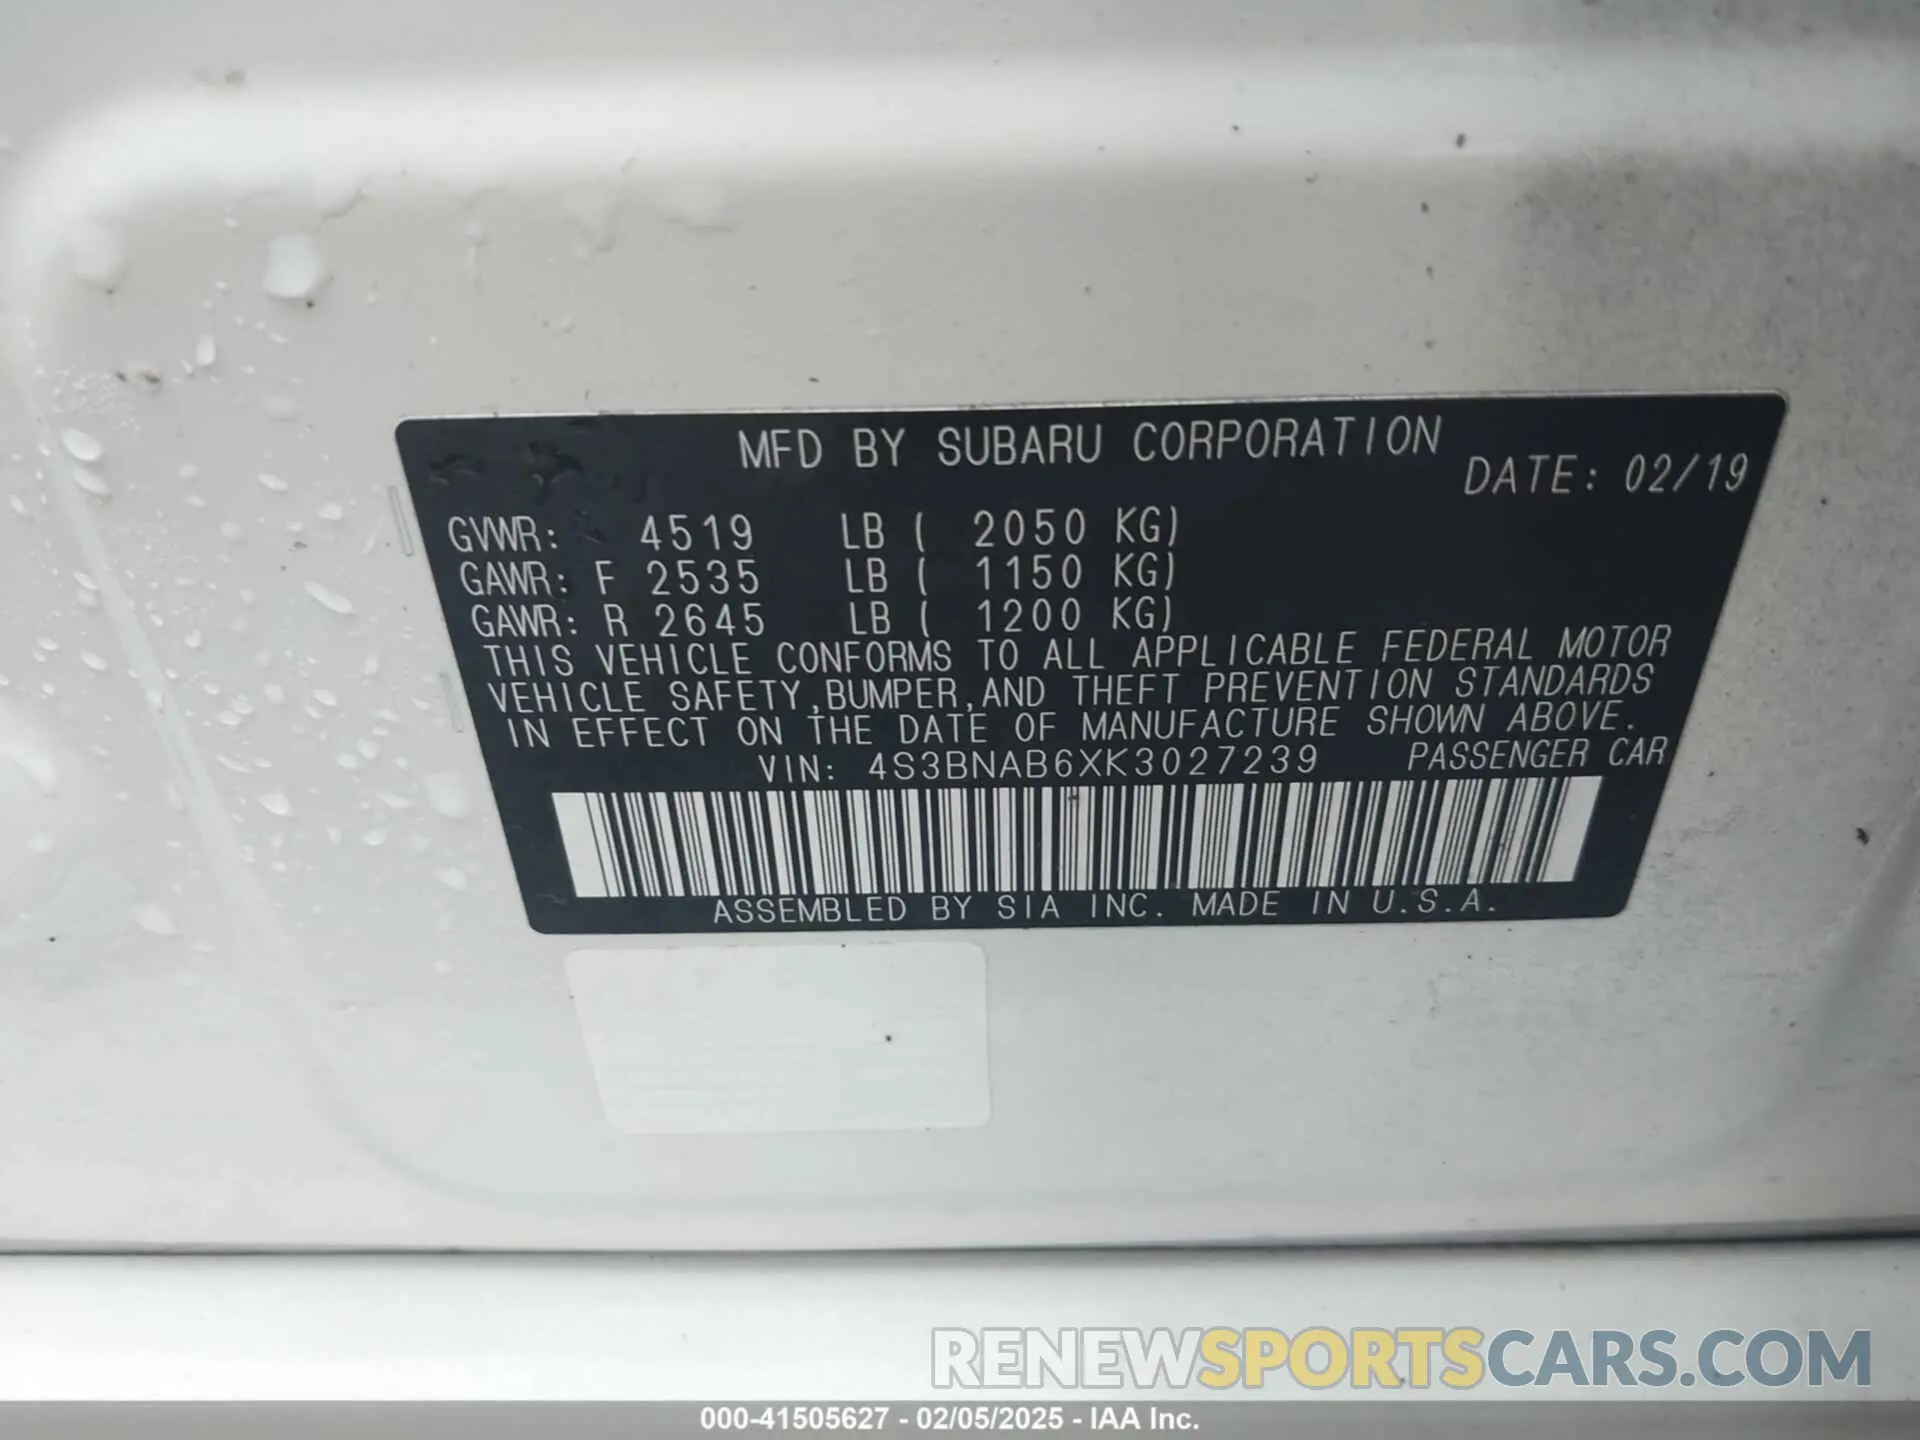 MFD BY SUBARU CORPORATION
DATE: 02/19
GVWR: 4519 LB ( 2050 KG)
GAWR: F 2535 LB ( 1150 KG)
GAWR: R 2645 LB ( 1200 KG)
THIS VEHICLE CONFORMS TO ALL APPLICABLE FEDERAL MOTOR
VEHICLE SAFETY,BUMPER,AND THEFT PREVENTION STANDARDS
IN EFFECT ON THE DATE OF MANUFACTURE SHOWN ABOVE.
VIN: 4S3BNAB6XK3027239 PASSENGER CAR
ASSEMBLED BY SIA INC. MADE IN U.S.A.
RENEWSPORTSCARS.COM
000-41505627 - 02/05/2025 - IAA Inc.